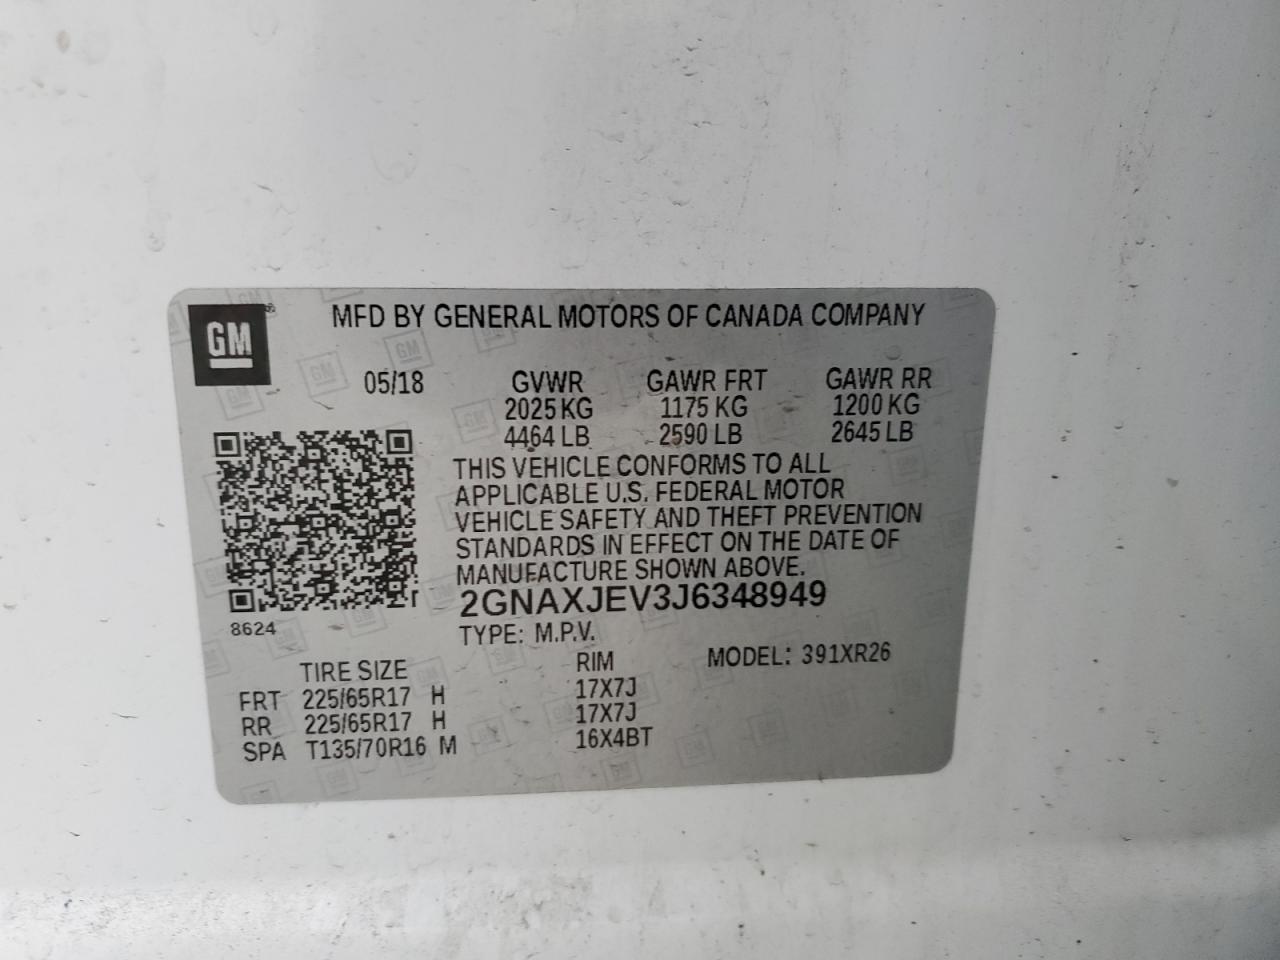 GM®
MFD BY GENERAL MOTORS OF CANADA COMPANY
05/18 GVWR GAWR FRT GAWR RR
2025 KG 1175 KG 1200 KG
4464 LB 2590 LB 2645 LB
THIS VEHICLE CONFORMS TO ALL
APPLICABLE U.S. FEDERAL MOTOR
VEHICLE SAFETY AND THEFT PREVENTION
STANDARDS IN EFFECT ON THE DATE OF
MANUFACTURE SHOWN ABOVE.
2GNAXJEV3J6348949
8624
TYPE: M.P.V.
TIRE SIZE RIM MODEL: 391XR26
FRT 225/65R17 H 17X7J
RR 225/65R17 H 17X7J
SPA T135/70R16 M 16X4BT